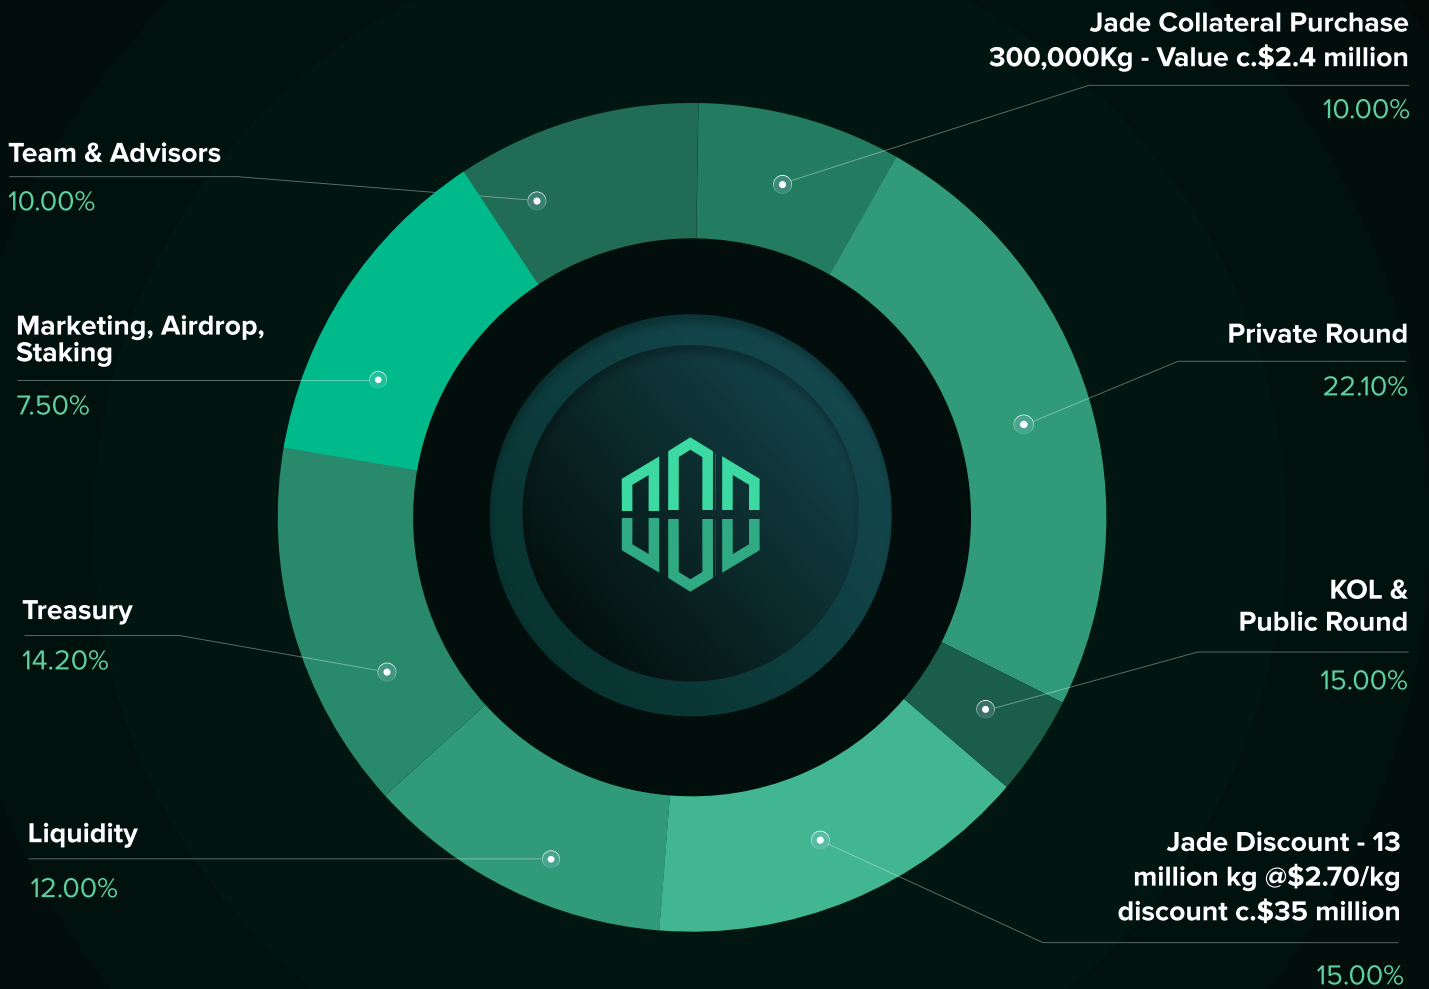 Jade Collateral Purchase
300,000Kg - Value c.$2.4 million
10.00%
Team & Advisors
10.00%
Marketing, Airdrop,
Staking
7.50%
Private Round
22.10%
KOL &
Public Round
15.00%
Treasury
14.20%
Liquidity
12.00%
Jade Discount - 13
million kg @$2.70/kg
discount c.$35 million
15.00%